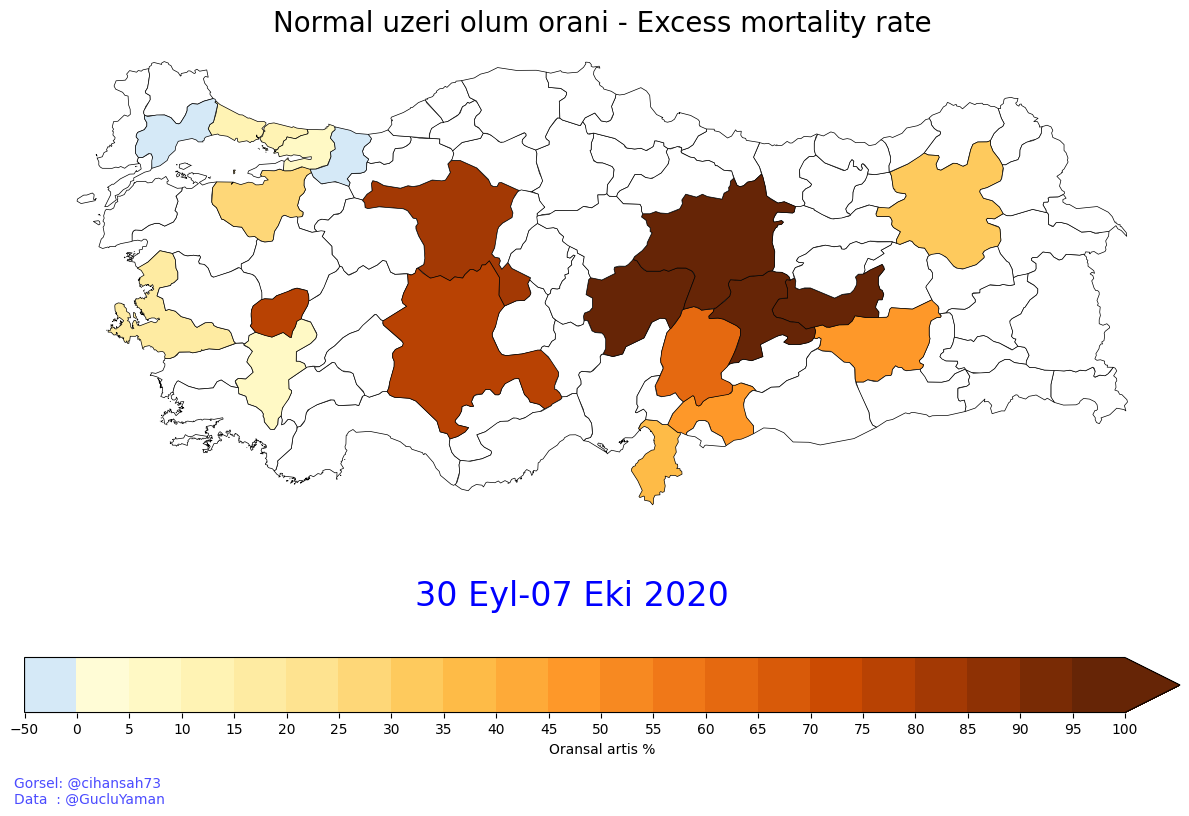 Normal uzeri olum orani - Excess mortality rate
30 Eyl-07 Eki 2020
−50 0 5 10 15 20 25 30 35 40 45 50 55 60 65 70 75 80 85 90 95 100
Oransal artis %
Gorsel: @cihansah73
Data  : @GucluYaman